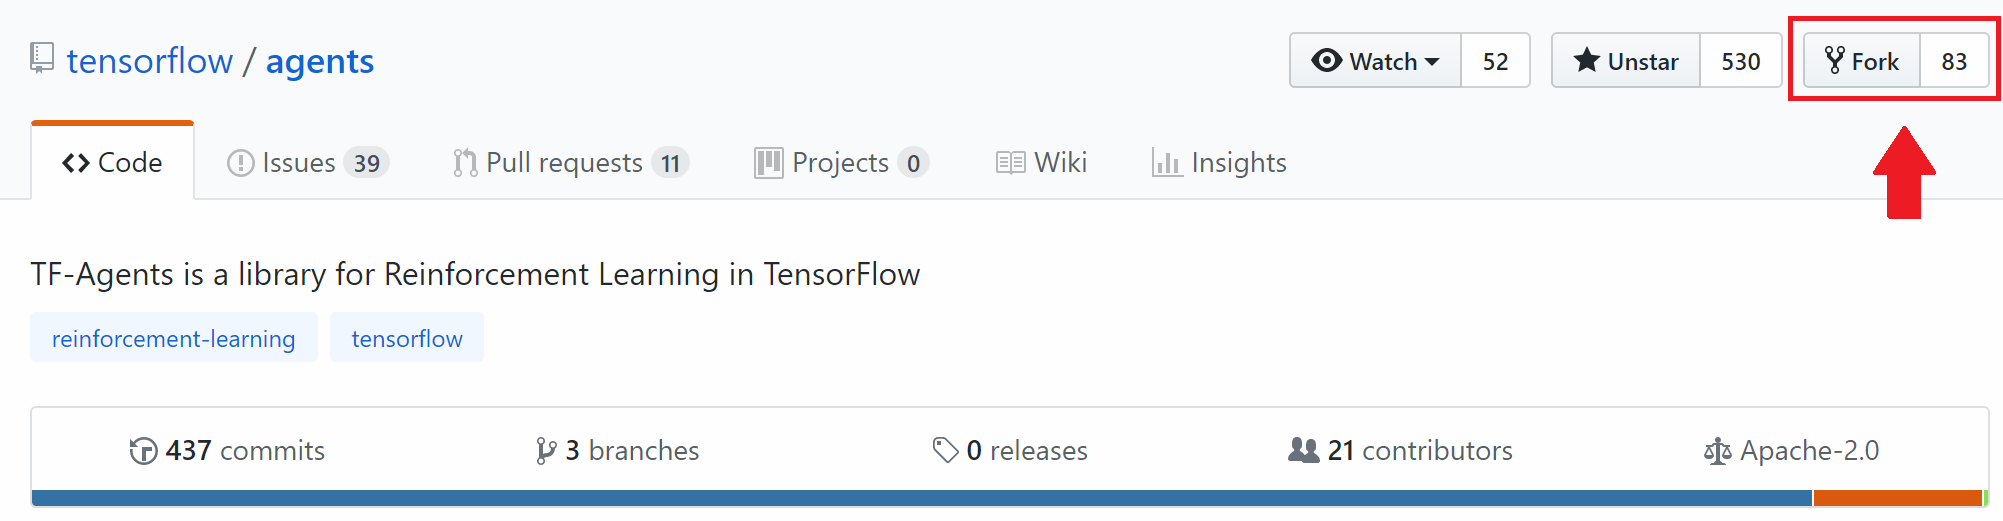 tensorflow / agents Watch 52 Unstar 530 Fork 83
Code Issues 39 Pull requests 11 Projects 0 Wiki Insights
TF-Agents is a library for Reinforcement Learning in TensorFlow
reinforcement-learning tensorflow
437 commits 3 branches 0 releases 21 contributors Apache-2.0